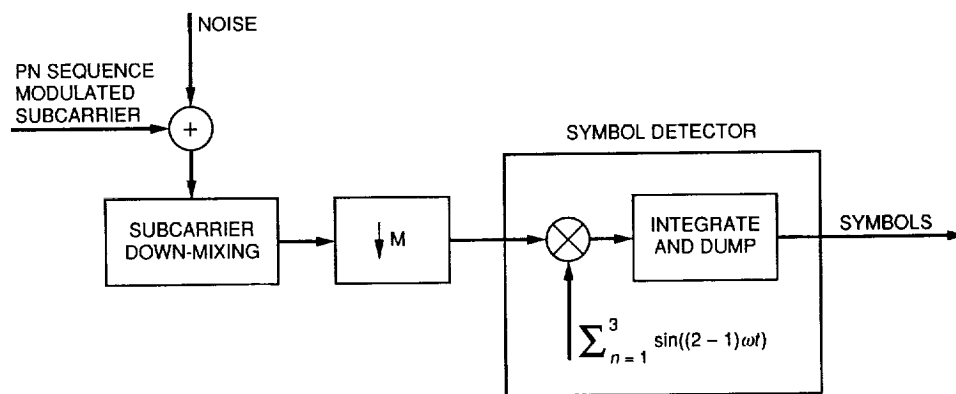 NOISE
PN SEQUENCE
MODULATED
SUBCARRIER
+
SYMBOL DETECTOR
SUBCARRIER
DOWN-MIXING
↓ M
INTEGRATE
AND DUMP
SYMBOLS
∑ 3 n = 1 sin((2 – 1)ωt)